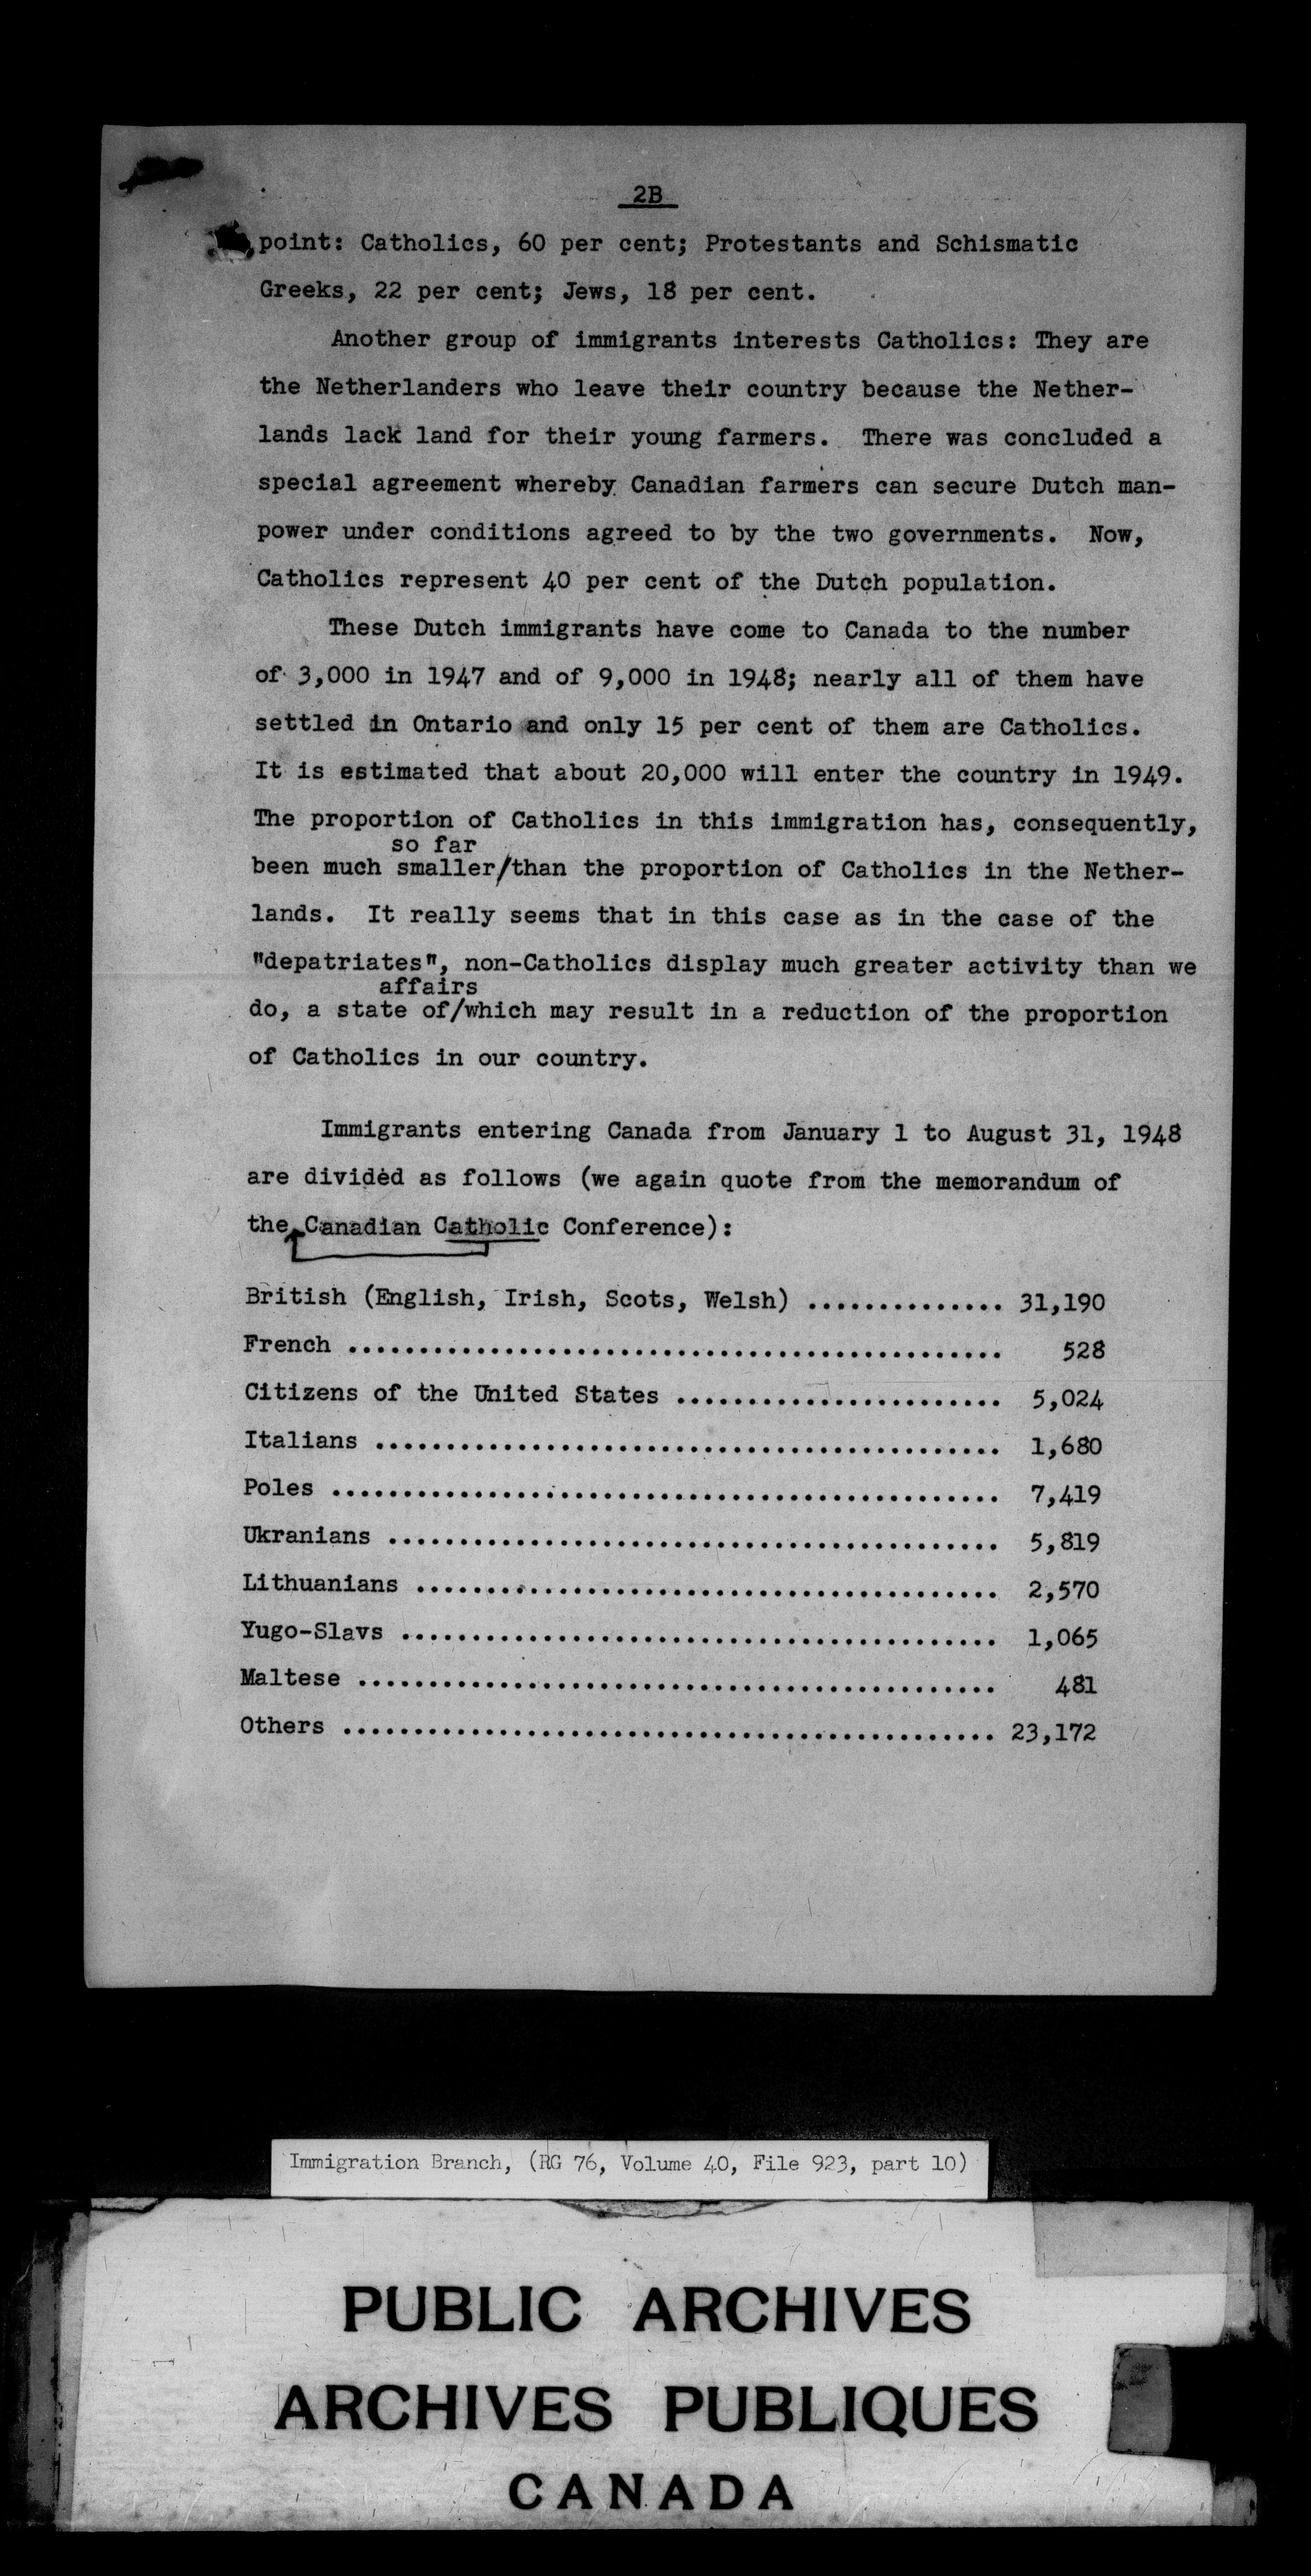 2B
point: Catholics, 60 per cent; Protestants and Schismatic
Greeks, 22 per cent; Jews, 18 per cent.
Another group of immigrants interests Catholics: They are
the Netherlanders who leave their country because the Nether-
lands lack land for their young farmers. There was concluded a
special agreement whereby Canadian farmers can secure Dutch man-
power under conditions agreed to by the two governments. Now,
Catholics represent 40 per cent of the Dutch population.
These Dutch immigrants have come to Canada to the number
of 3,000 in 1947 and of 9,000 in 1948; nearly all of them have
settled in Ontario and only 15 per cent of them are Catholics.
It is estimated that about 20,000 will enter the country in 1949.
The proportion of Catholics in this immigration has, consequently,
so far
been much smaller/than the proportion of Catholics in the Nether-
lands. It really seems that in this case as in the case of the
"depatriates", non-Catholics display much greater activity than we
affairs
do, a state of/which may result in a reduction of the proportion
of Catholics in our country.
Immigrants entering Canada from January 1 to August 31, 1948
are divided as follows (we again quote from the memorandum of
the Canadian Catholic Conference):
British (English, Irish, Scots, Welsh) .............. 31,190
French .............................................. 528
Citizens of the United States ....................... 5,024
Italians ............................................ 1,680
Poles ............................................... 7,419
Ukranians ........................................... 5,819
Lithuanians ......................................... 2,570
Yugo-Slavs .......................................... 1,065
Maltese ............................................. 481
Others .............................................. 23,172
Immigration Branch, (RG 76, Volume 40, File 923, part 10)
PUBLIC ARCHIVES
ARCHIVES PUBLIQUES
CANADA